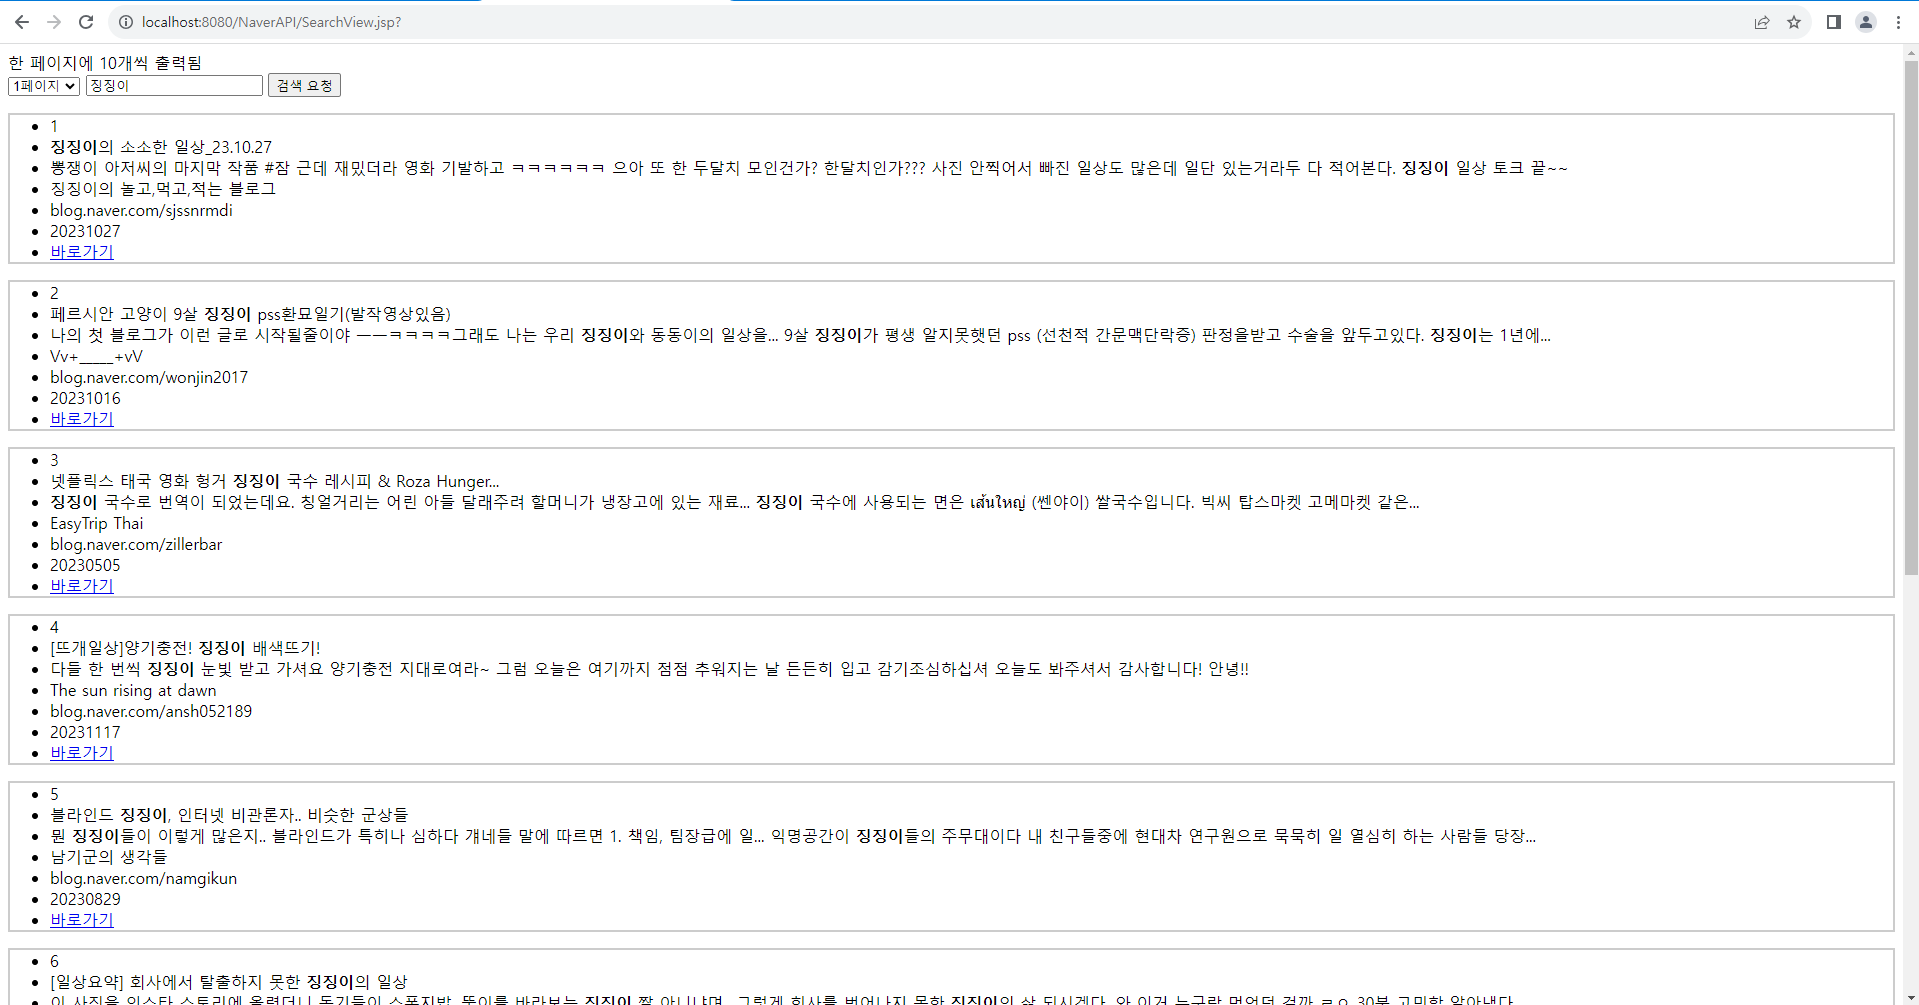 localhost:8080/NaverAPI/SearchView.jsp?
한 페이지에 10개씩 출력됨
1페이지 징징이 검색 요청
1
징징이의 소소한 일상_23.10.27
뽕쟁이 아저씨의 마지막 작품 #잠 근데 재밌더라 영화 기발하고 ㅋㅋㅋㅋㅋㅋ 으아 또 한 두달치 모인건가? 한달치인가??? 사진 안찍어서 빠진 일상도 많은데 일단 있는거라두 다 적어본다. 징징이 일상 토크 끝~~
징징이의 놀고,먹고,적는 블로그
blog.naver.com/sjssnrmdi
20231027
바로가기
2
페르시안 고양이 9살 징징이 pss환묘일기(발작영상있음)
나의 첫 블로그가 이런 글로 시작될줄이야 ㅡㅡㅋㅋㅋㅋ그래도 나는 우리 징징이와 동동이의 일상을... 9살 징징이가 평생 알지못햇던 pss (선천적 간문맥단락증) 판정을받고 수술을 앞두고있다. 징징이는 1년에...
Vv+_____+vV
blog.naver.com/wonjin2017
20231016
바로가기
3
넷플릭스 태국 영화 헝거 징징이 국수 레시피 & Roza Hunger...
징징이 국수로 번역이 되었는데요. 칭얼거리는 어린 아들 달래주려 할머니가 냉장고에 있는 재료... 징징이 국수에 사용되는 면은 เส้นใหญ่ (쎈야이) 쌀국수입니다. 빅씨 탑스마켓 고메마켓 같은...
EasyTrip Thai
blog.naver.com/zillerbar
20230505
바로가기
4
[뜨개일상]양기충전! 징징이 배색뜨기!
다들 한 번씩 징징이 눈빛 받고 가셔요 양기충전 지대로여라~ 그럼 오늘은 여기까지 점점 추워지는 날 든든히 입고 감기조심하십셔 오늘도 봐주셔서 감사합니다! 안녕!!
The sun rising at dawn
blog.naver.com/ansh052189
20231117
바로가기
5
블라인드 징징이, 인터넷 비관론자.. 비슷한 군상들
뭔 징징이들이 이렇게 많은지.. 블라인드가 특히나 심하다 걔네들 말에 따르면 1. 책임, 팀장급에 일... 익명공간이 징징이들의 주무대이다 내 친구들중에 현대차 연구원으로 묵묵히 일 열심히 하는 사람들 당장...
남기군의 생각들
blog.naver.com/namgikun
20230829
바로가기
6
[일상요약] 회사에서 탈출하지 못한 징징이의 일상